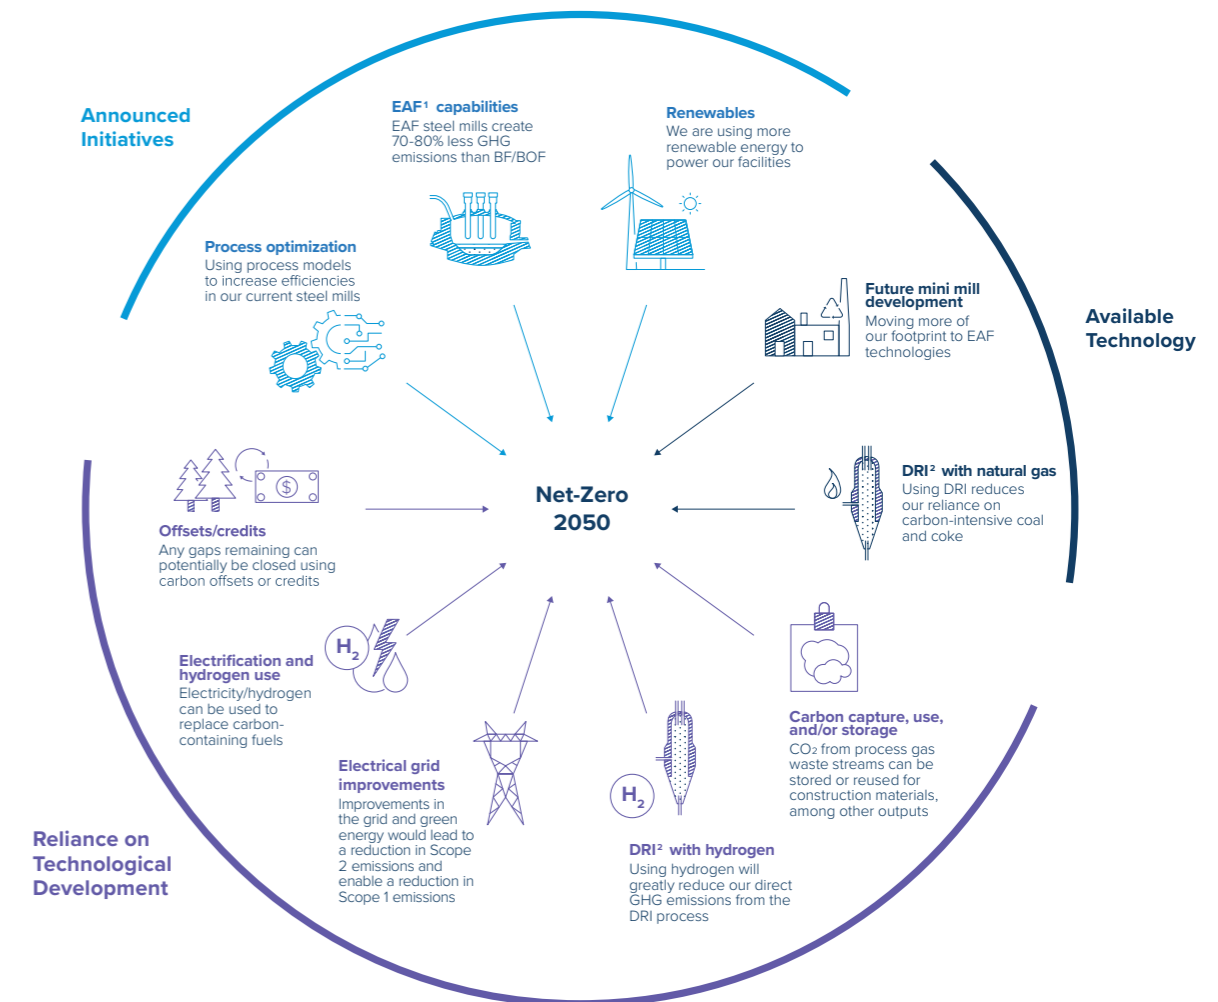 Announced
Initiatives
EAF¹ capabilities
EAF steel mills create
70-80% less GHG
emissions than BF/BOF
Renewables
We are using more
renewable energy to
power our facilities
Process optimization
Using process models
to increase efficiencies
in our current steel mills
Future mini mill
development
Moving more of
our footprint to EAF
technologies
Available
Technology
DRI² with natural gas
Using DRI reduces
our reliance on
carbon-intensive coal
and coke
Net-Zero
2050
$
Offsets/credits
Any gaps remaining can
potentially be closed using
carbon offsets or credits
H₂
Electrification and
hydrogen use
Electricity/hydrogen
can be used to
replace carbon-
containing fuels
Electrical grid
improvements
Improvements in
the grid and green
energy would lead to
a reduction in Scope
2 emissions and
enable a reduction in
Scope 1 emissions
H₂
DRI² with hydrogen
Using hydrogen will
greatly reduce our direct
GHG emissions from the
DRI process
Carbon capture, use,
and/or storage
CO₂ from process gas
waste streams can be
stored or reused for
construction materials,
among other outputs
Reliance on
Technological
Development